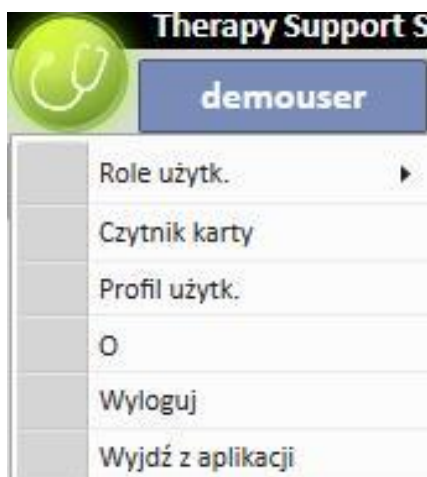 Therapy Support S
demouser
Role użytk.
Czytnik karty
Profil użytk.
O
Wyloguj
Wyjdź z aplikacji